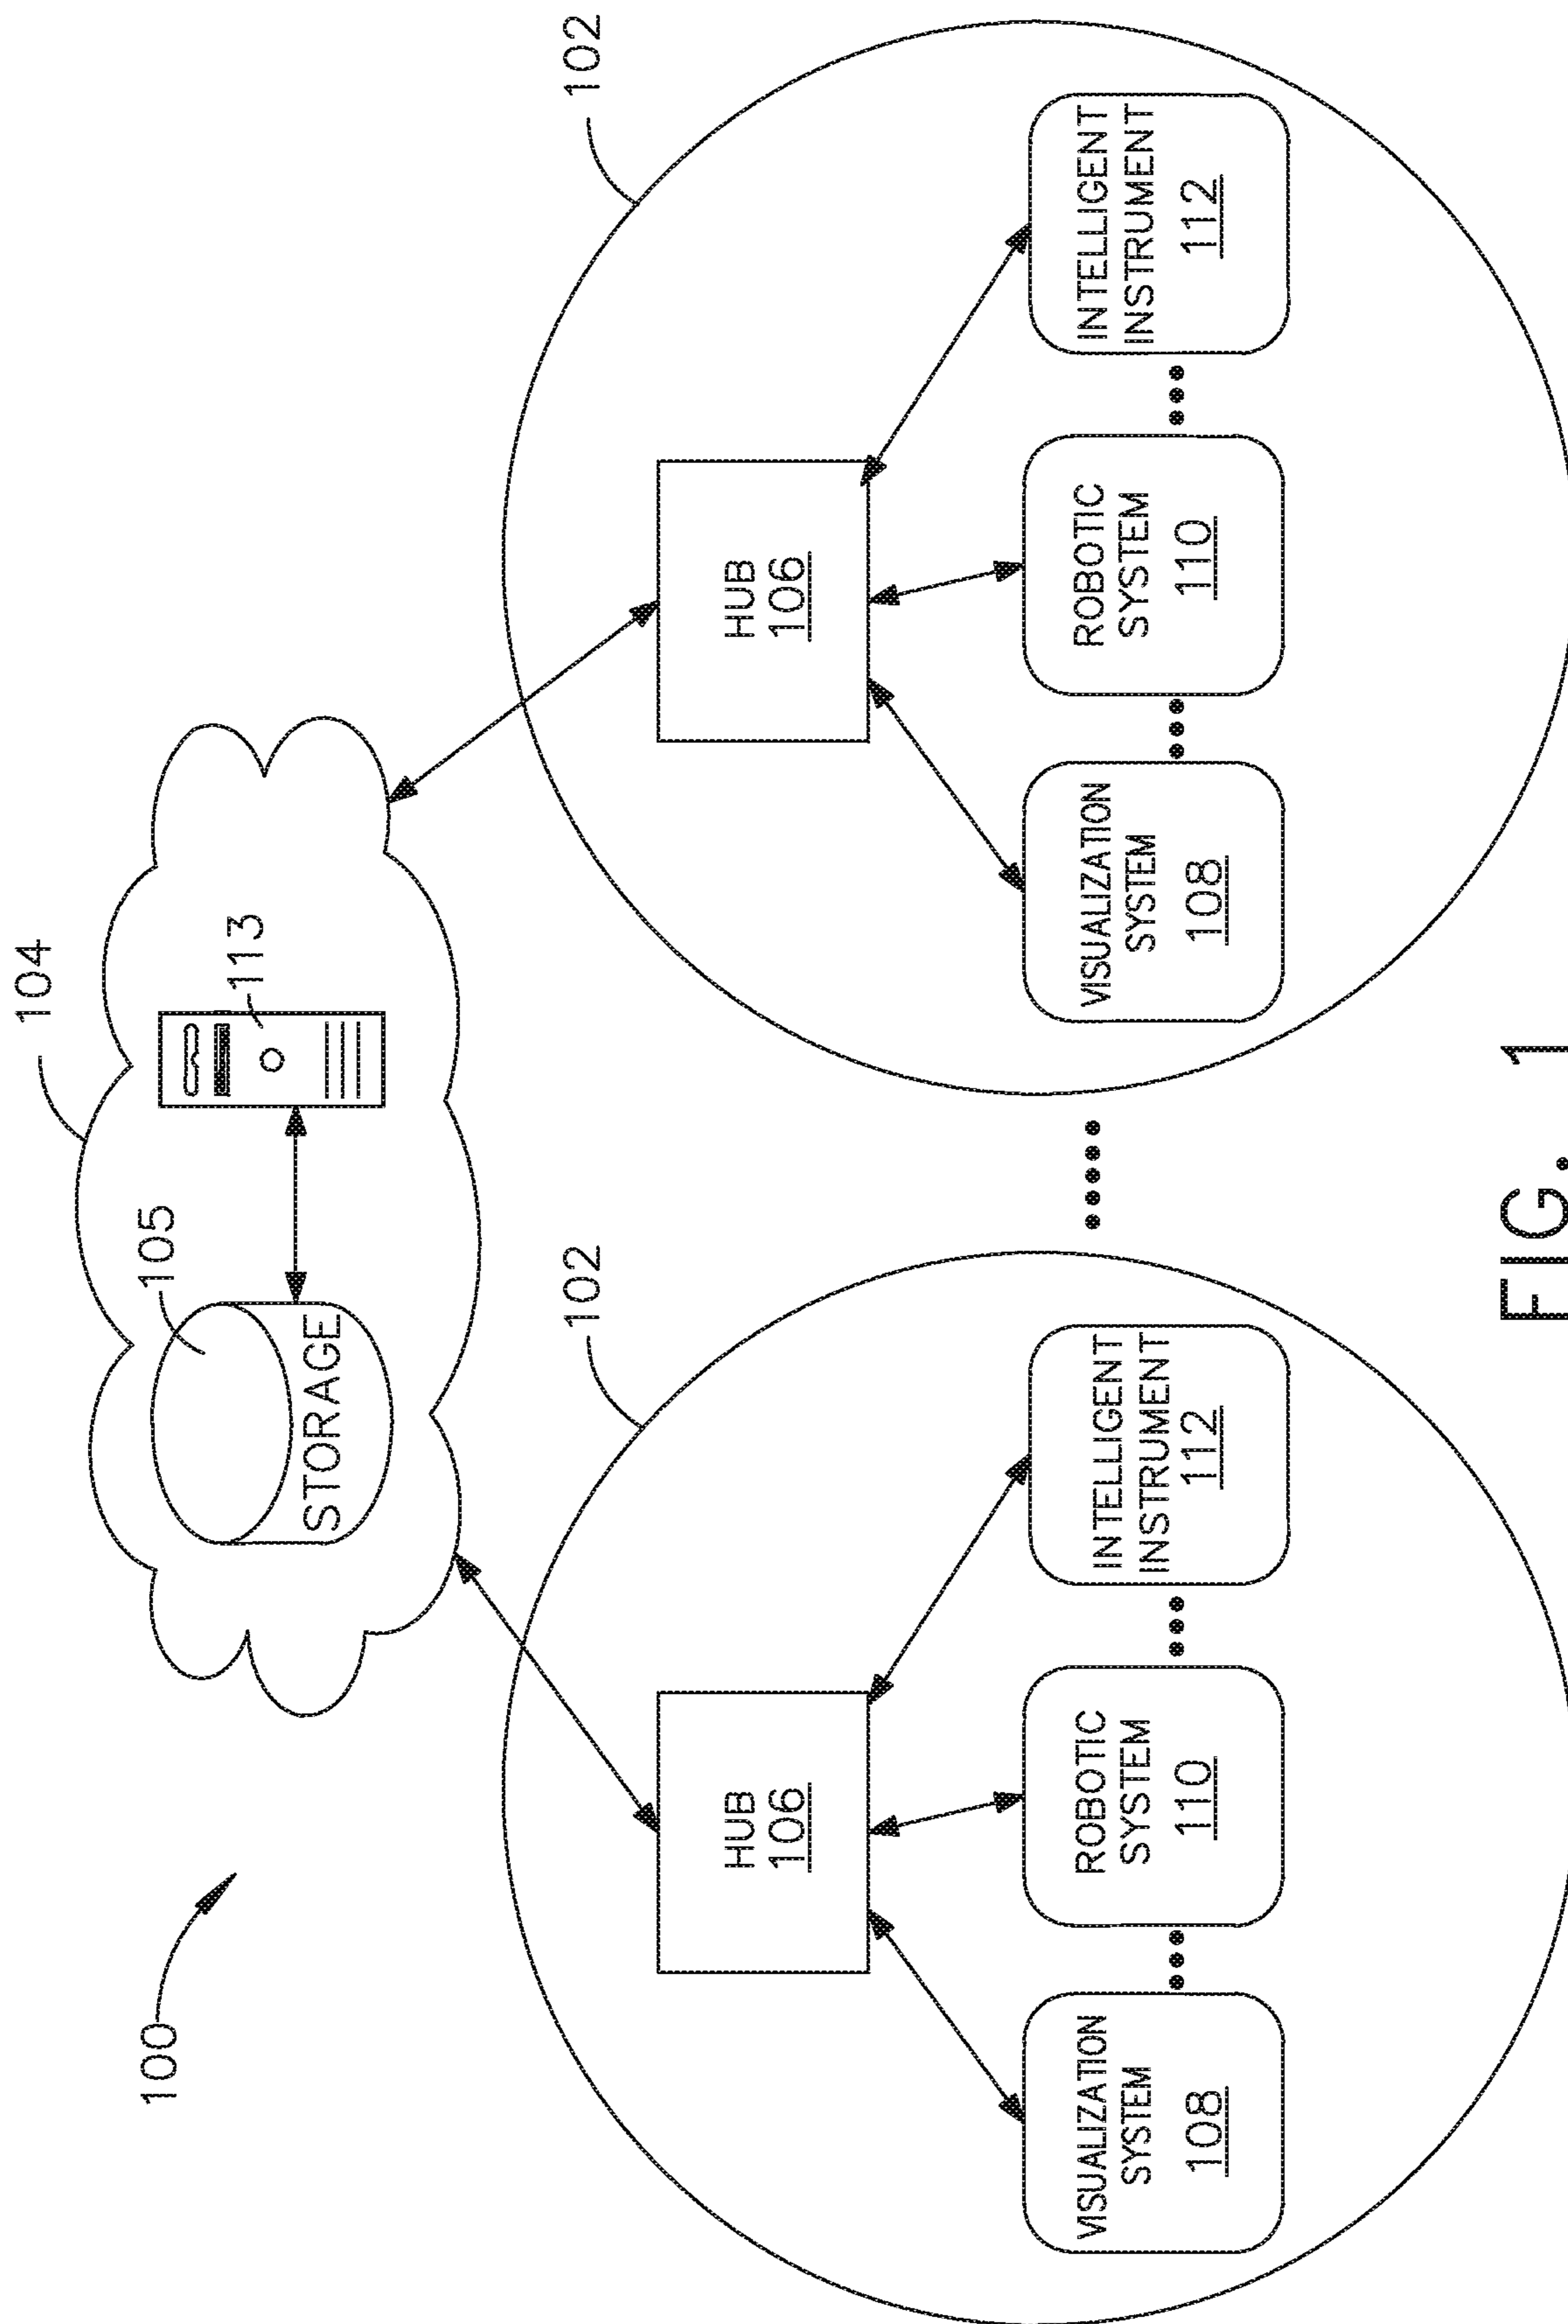 100
104
105
STORAGE
113
102
HUB
106
VISUALIZATION
SYSTEM
108
ROBOTIC
SYSTEM
110
INTELLIGENT
INSTRUMENT
112
102
HUB
106
VISUALIZATION
SYSTEM
108
ROBOTIC
SYSTEM
110
INTELLIGENT
INSTRUMENT
112
FIG. 1